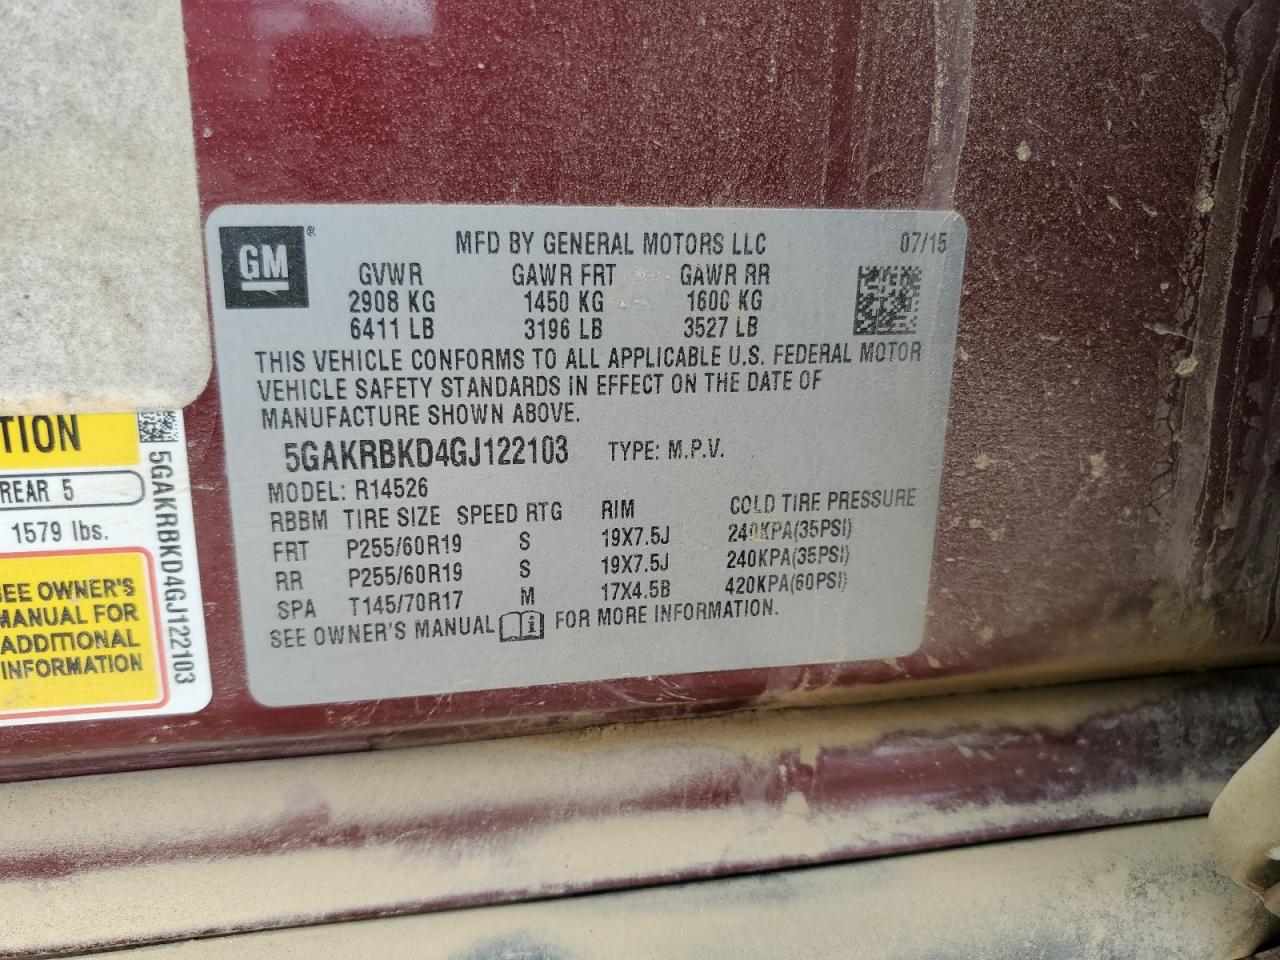 GM ®
MFD BY GENERAL MOTORS LLC 07/15
GVWR GAWR FRT GAWR RR
2908 KG 1450 KG 1600 KG
6411 LB 3196 LB 3527 LB
THIS VEHICLE CONFORMS TO ALL APPLICABLE U.S. FEDERAL MOTOR
VEHICLE SAFETY STANDARDS IN EFFECT ON THE DATE OF
MANUFACTURE SHOWN ABOVE.
5GAKRBKD4GJ122103 TYPE: M.P.V.
MODEL: R14526
RBBM TIRE SIZE SPEED RTG RIM COLD TIRE PRESSURE
FRT P255/60R19 S 19X7.5J 240KPA(35PSI)
RR P255/60R19 S 19X7.5J 240KPA(35PSI)
SPA T145/70R17 M 17X4.5B 420KPA(60PSI)
SEE OWNER'S MANUAL i FOR MORE INFORMATION.
TION
REAR 5
1579 lbs.
SEE OWNER'S
MANUAL FOR
ADDITIONAL
INFORMATION
5GAKRBKD4GJ122103